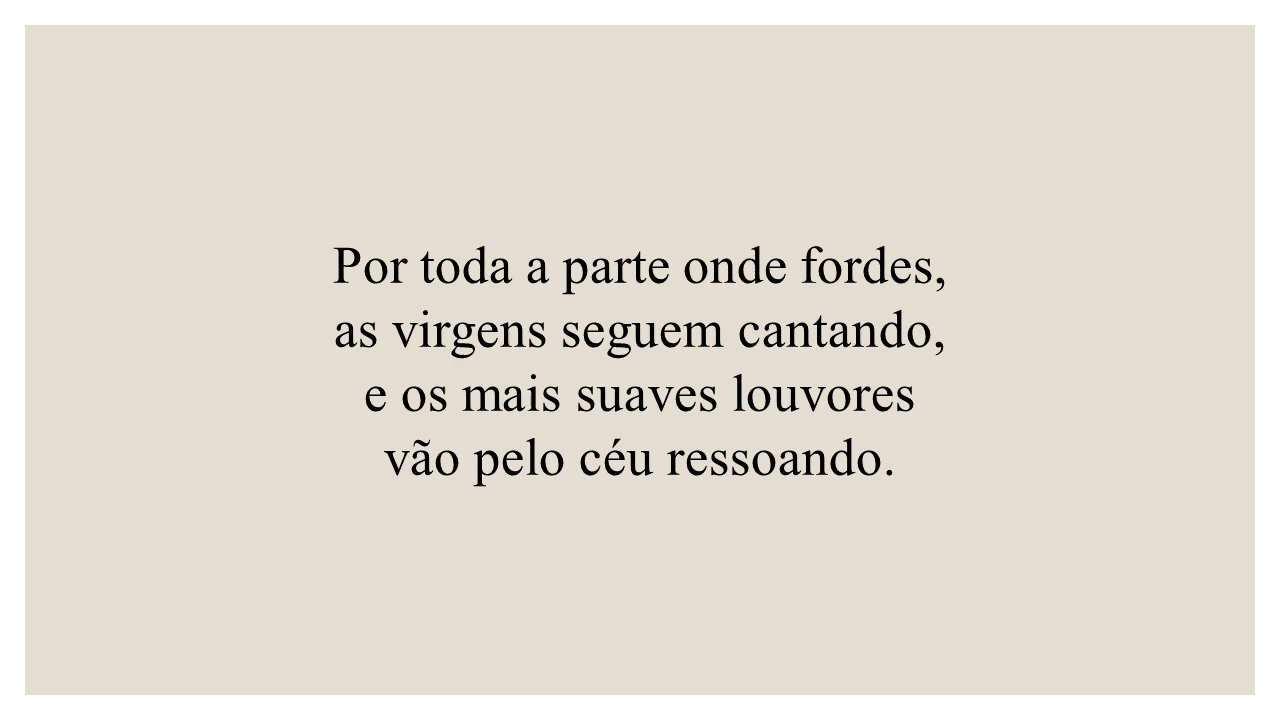 Por toda a parte onde fordes,
as virgens seguem cantando,
e os mais suaves louvores
vão pelo céu ressoando.